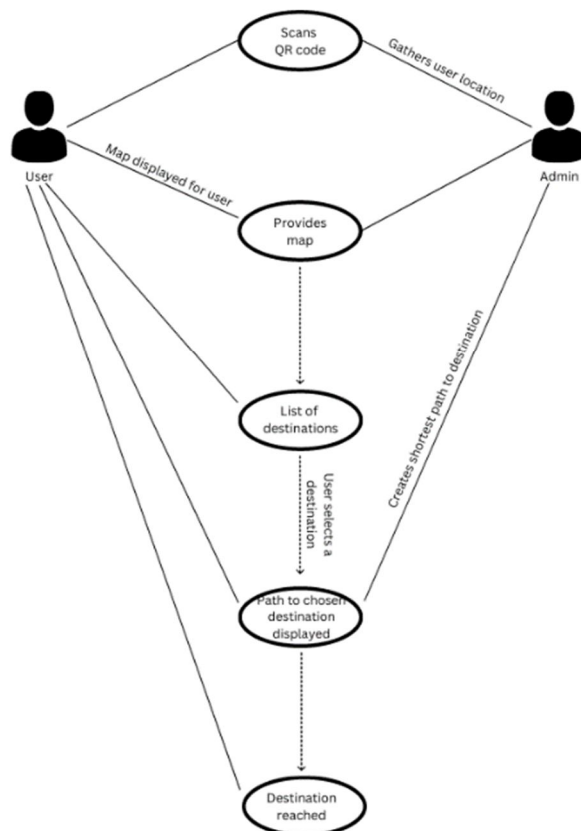 Scans
QR code
Gathers user location
User
Admin
Map displayed for user
Provides
map
List of
destinations
Creates shortest path to destination
User selects a
destination
Path to chosen
destination
displayed
Destination
reached